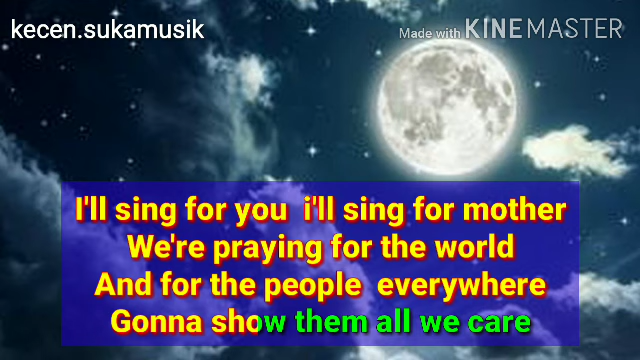 kecen.sukamusik
Made with KINEMASTER
I'll sing for you i'll sing for mother
We're praying for the world
And for the people everywhere
Gonna show them all we care